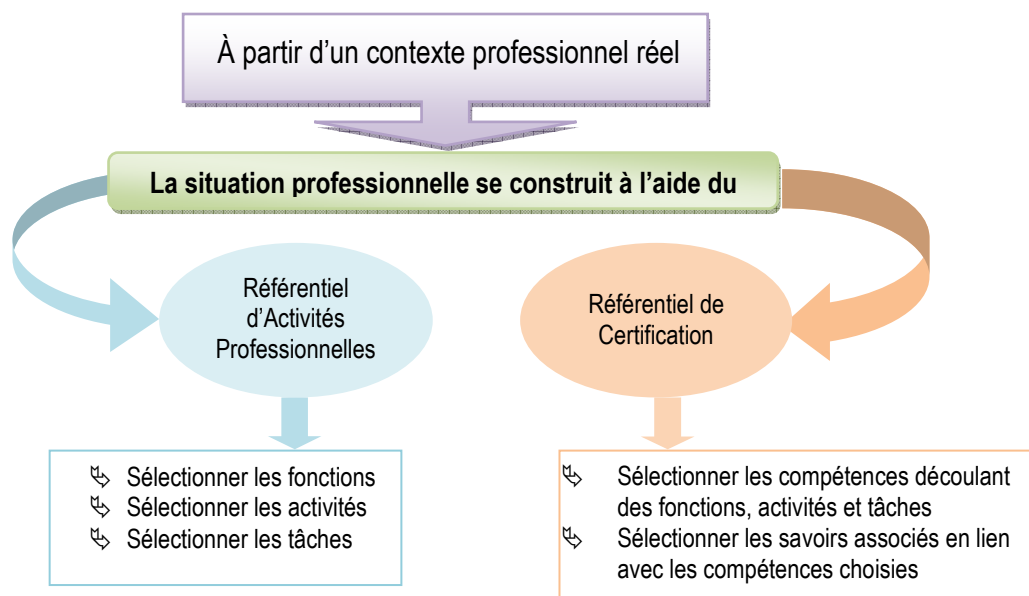 À partir d’un contexte professionnel réel
La situation professionnelle se construit à l’aide du
Référentiel
d’Activités
Professionnelles
Référentiel de
Certification
Sélectionner les fonctions
Sélectionner les activités
Sélectionner les tâches
Sélectionner les compétences découlant
des fonctions, activités et tâches
Sélectionner les savoirs associés en lien
avec les compétences choisies